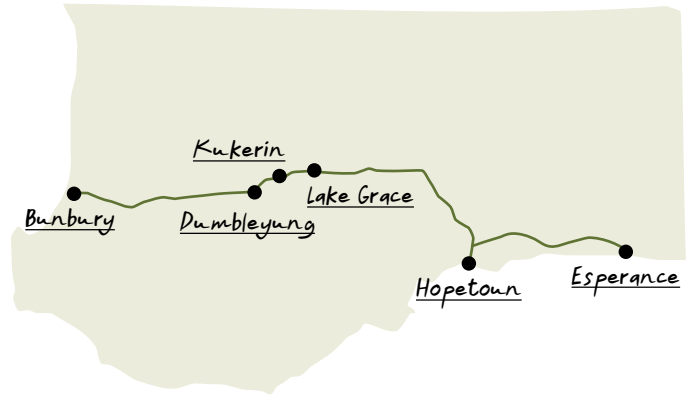 Kukerin
Lake Grace
Bunbury
Dumbleyung
Hopetoun
Esperance